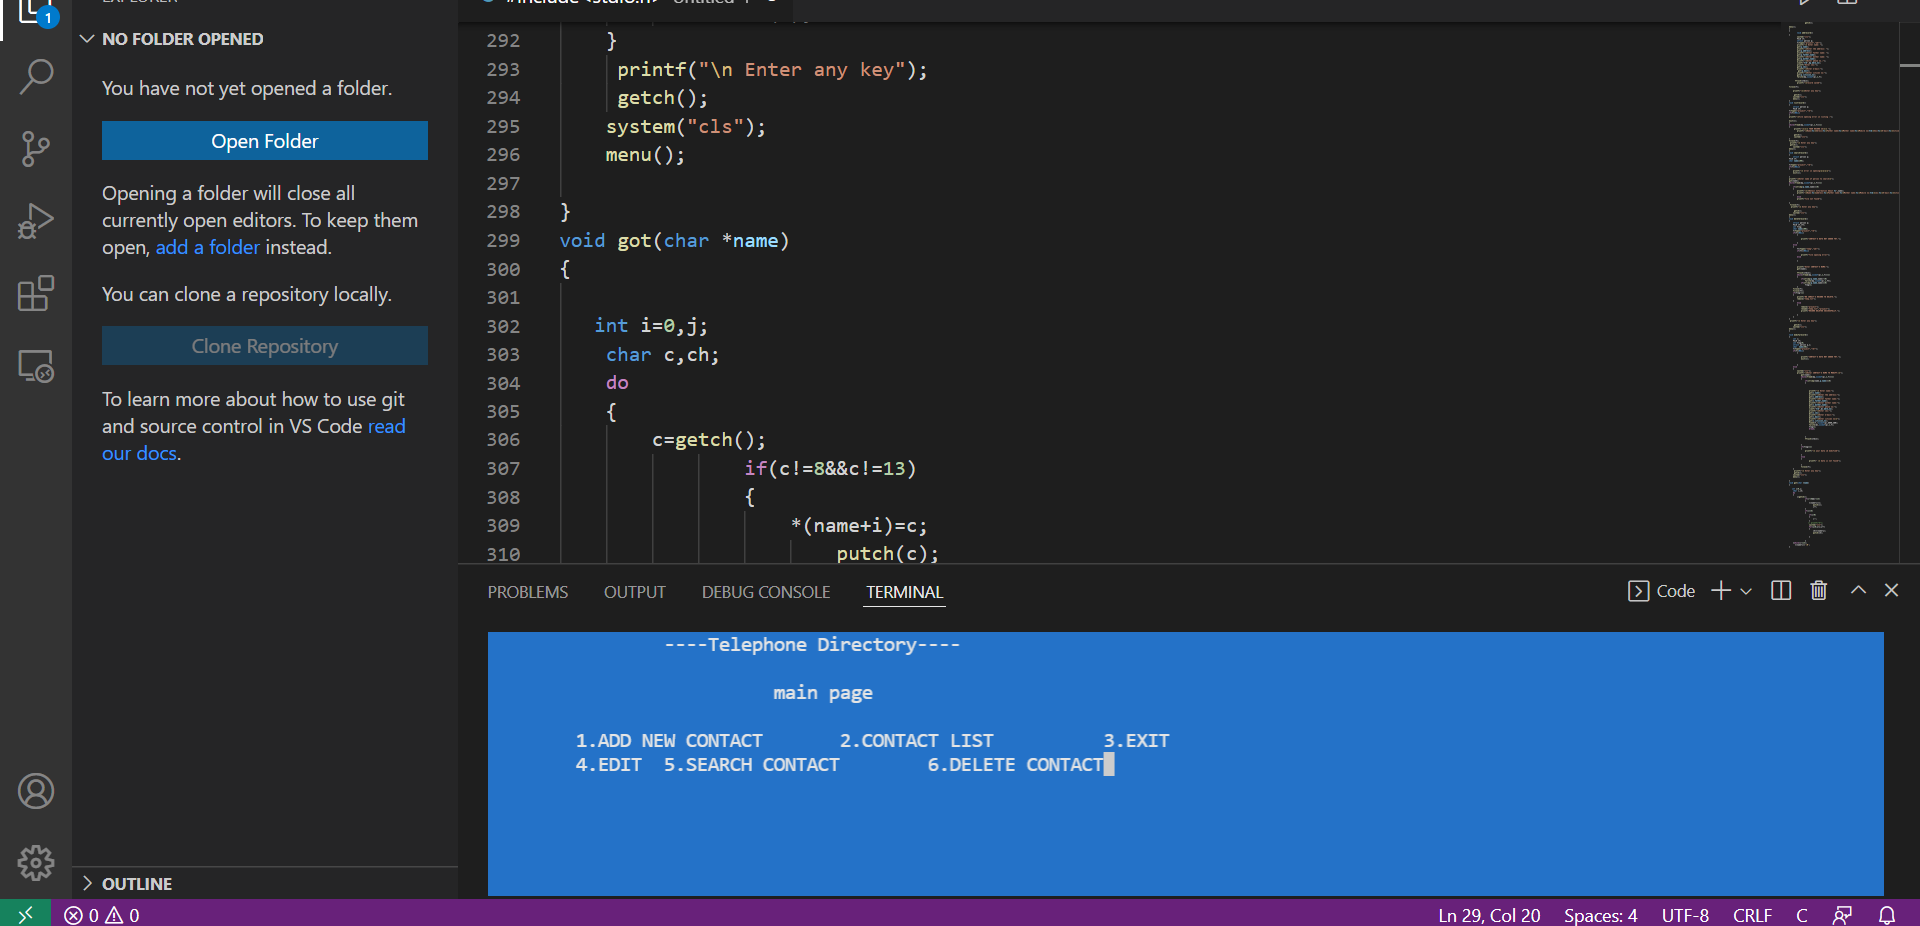 1
NO FOLDER OPENED
You have not yet opened a folder.
Open Folder
Opening a folder will close all
currently open editors. To keep them
open, add a folder instead.
You can clone a repository locally.
Clone Repository
To learn more about how to use git
and source control in VS Code read
our docs.
OUTLINE
292 }
293 printf("\n Enter any key");
294 getch();
295 system("cls");
296 menu();
297
298 }
299 void got(char *name)
300 {
301
302 int i=0,j;
303 char c,ch;
304 do
305 {
306 c=getch();
307 if(c!=8&&c!=13)
308 {
309 *(name+i)=c;
310 putch(c);
PROBLEMS OUTPUT DEBUG CONSOLE TERMINAL
Code
----Telephone Directory----
main page
1.ADD NEW CONTACT 2.CONTACT LIST 3.EXIT
4.EDIT 5.SEARCH CONTACT 6.DELETE CONTACT
0 0
Ln 29, Col 20 Spaces: 4 UTF-8 CRLF C